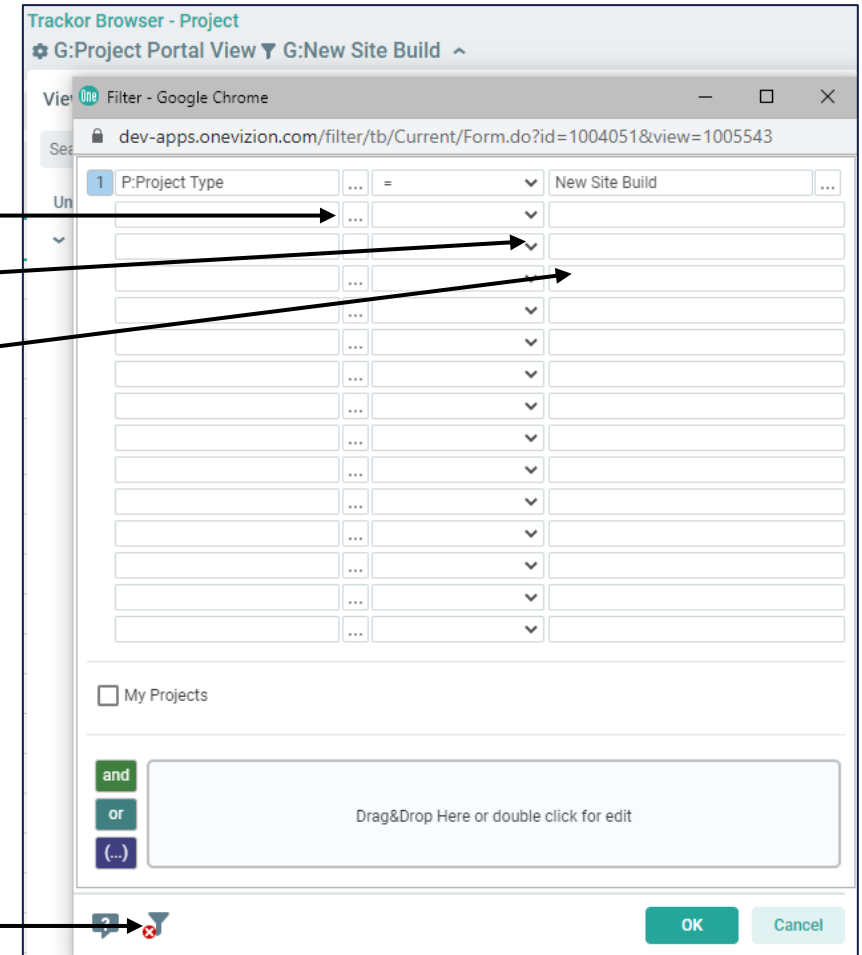 Trackor Browser - Project
G:Project Portal View G:New Site Build
Vie
One Filter - Google Chrome
Sea
dev-apps.onevizion.com/filter/tb/Current/Form.do?id=1004051&view=1005543
1 P:Project Type ... = New Site Build ...
Un
...
...
...
...
...
...
...
...
...
...
...
...
...
My Projects
and
or
(...)
Drag&Drop Here or double click for edit
?
OK Cancel